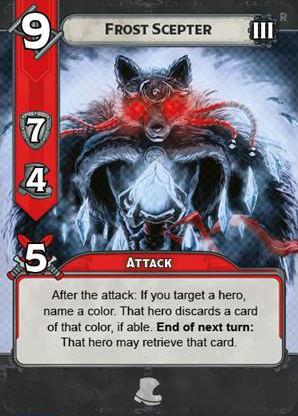 9
FROST SCEPTER
III
R
7
4
5
ATTACK
After the attack: If you target a hero,
name a color. That hero discards a card
of that color, if able. End of next turn:
That hero may retrieve that card.